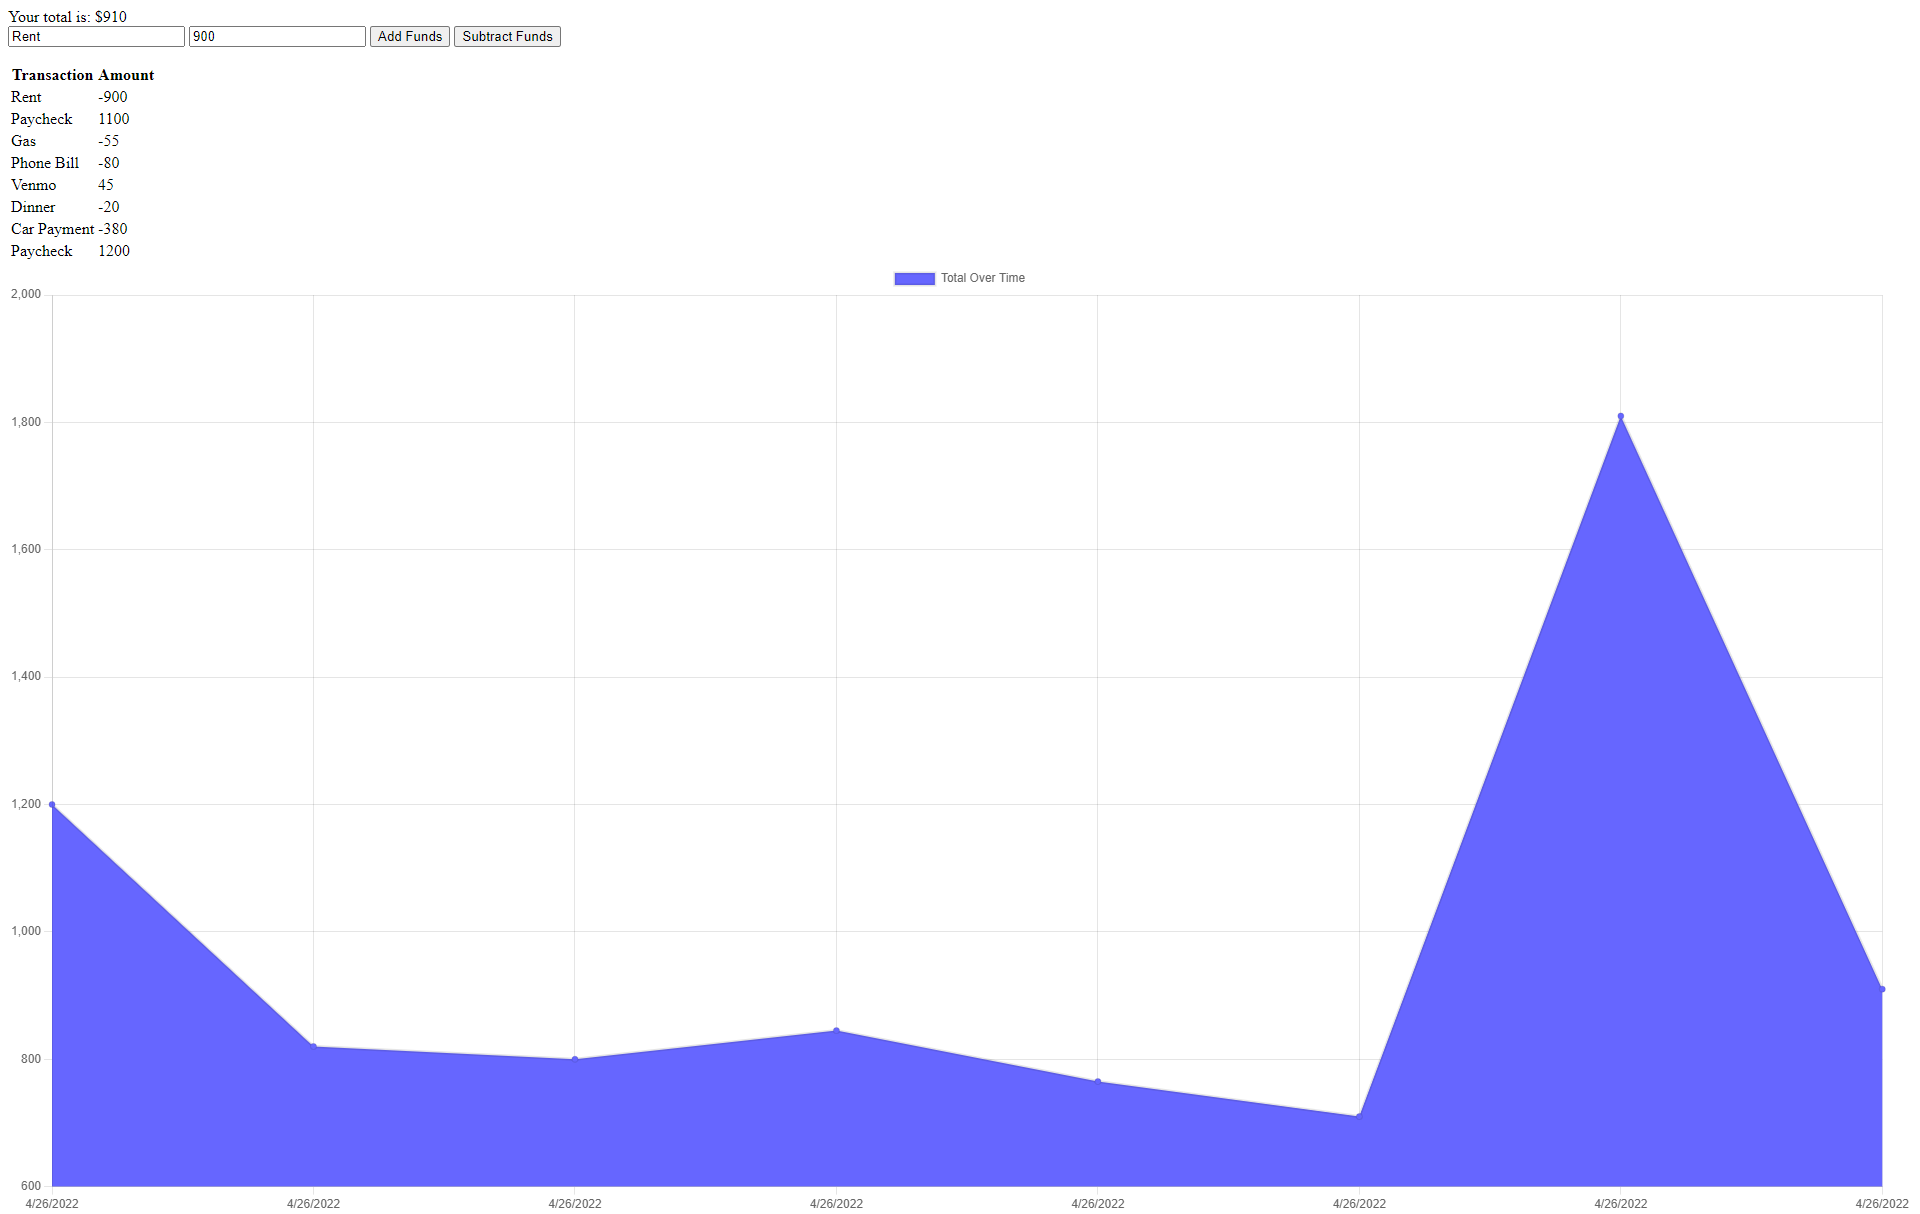 Your total is: $910
Rent 900 Add Funds Subtract Funds
Transaction Amount
Rent -900
Paycheck 1100
Gas -55
Phone Bill -80
Venmo 45
Dinner -20
Car Payment -380
Paycheck 1200
Total Over Time
2,000
1,800
1,600
1,400
1,200
1,000
800
600
4/26/2022 4/26/2022 4/26/2022 4/26/2022 4/26/2022 4/26/2022 4/26/2022 4/26/2022